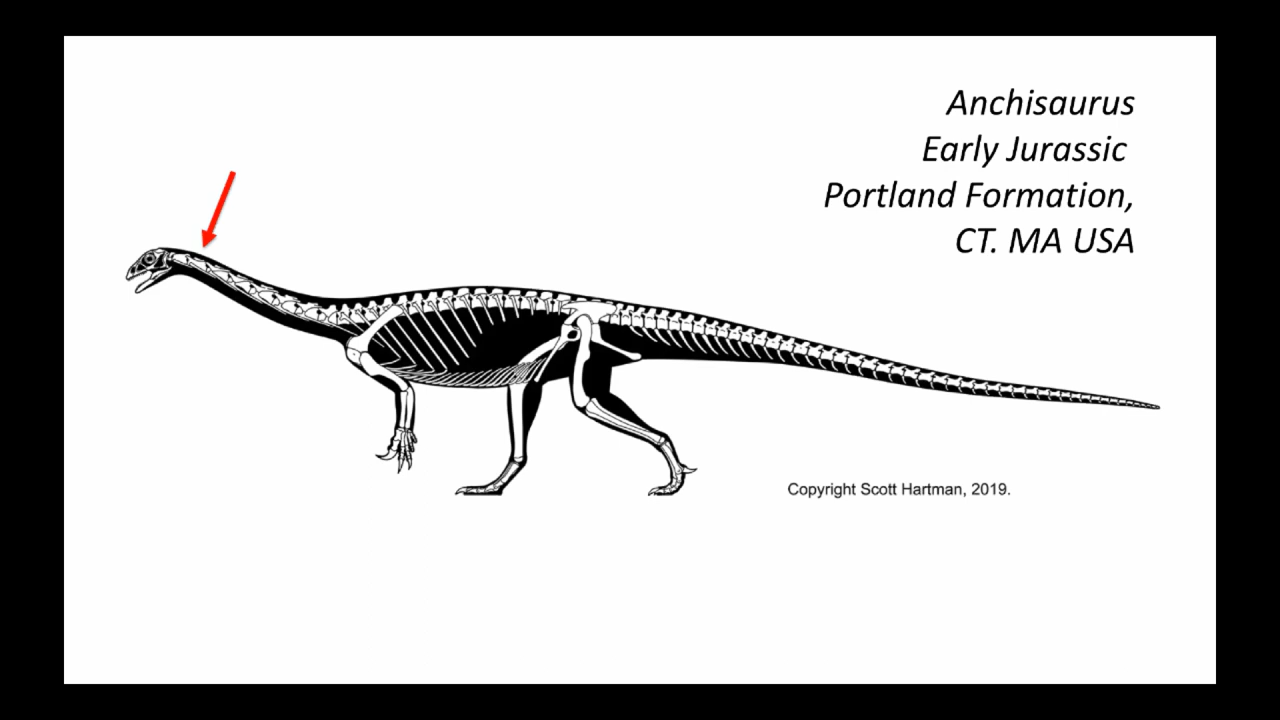 Anchisaurus
Early Jurassic
Portland Formation,
CT. MA USA
Copyright Scott Hartman, 2019.